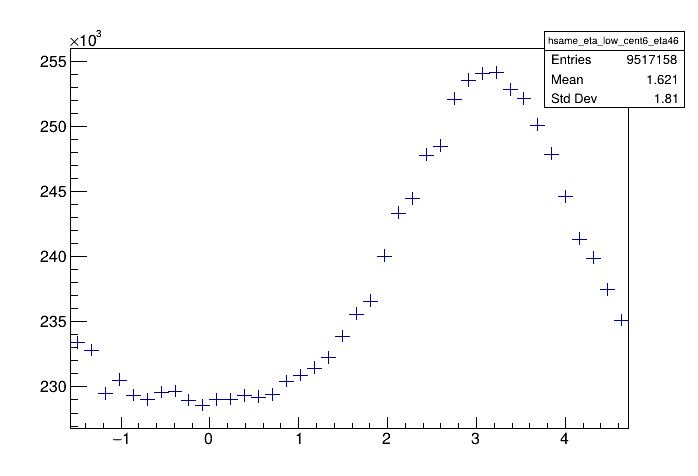 ×10³
hsame_eta_low_cent6_eta46
Entries 9517158
Mean 1.621
Std Dev 1.81
255
250
245
240
235
230
−1 0 1 2 3 4